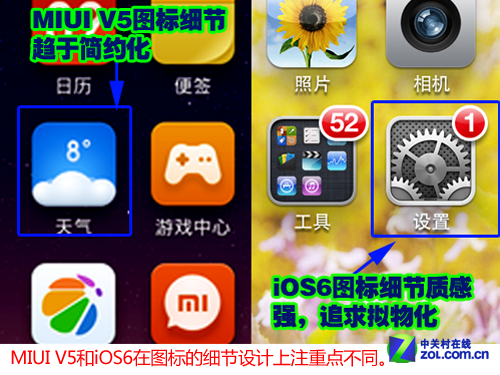 MIUI V5图标细节
趋于简约化
日历
便签
照片
相机
8°
天气
游戏中心
52
工具
1
设置
mi
iOS6图标细节质感
强，追求拟物化
MIUI V5和iOS6在图标的细节设计上注重点不同。
中关村在线
ZOL.COM.CN